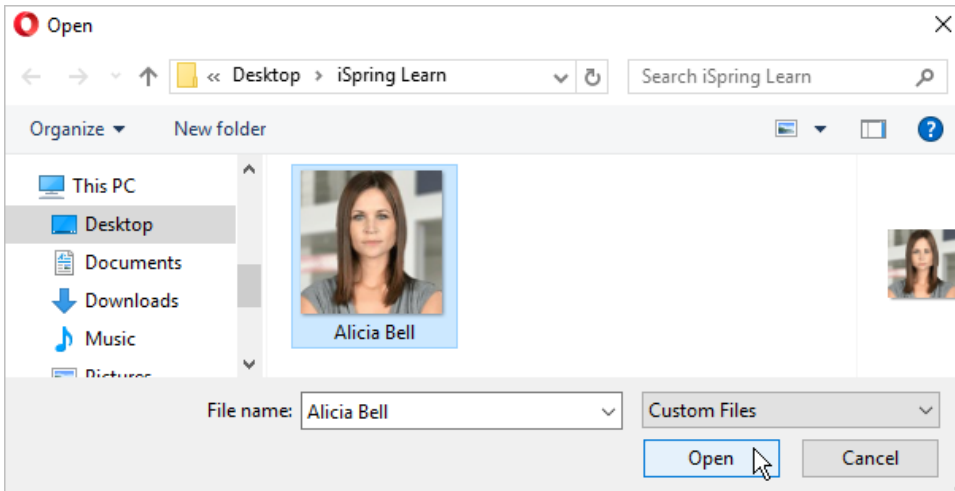 Open
« Desktop > iSpring Learn
Search iSpring Learn
Organize
New folder
?
This PC
Desktop
Documents
Downloads
Music
Pictures
Alicia Bell
File name: Alicia Bell
Custom Files
Open
Cancel